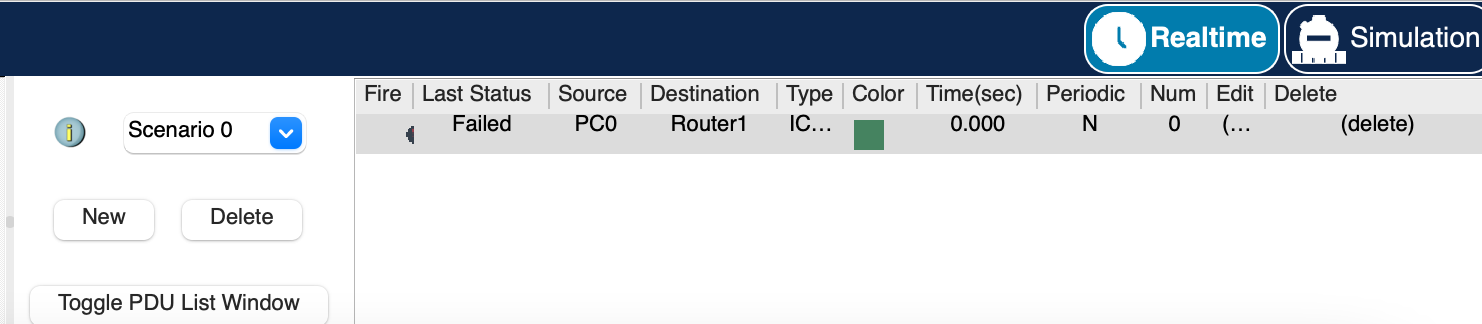 Realtime Simulation
Fire Last Status Source Destination Type Color Time(sec) Periodic Num Edit Delete
Scenario 0
Failed PC0 Router1 IC... 0.000 N 0 (... (delete)
New Delete
Toggle PDU List Window